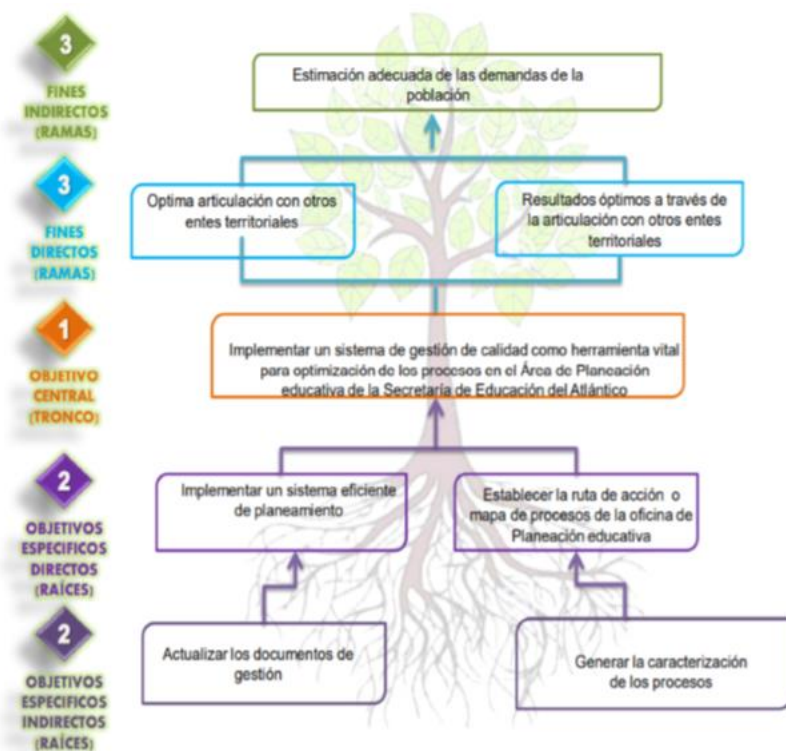 3
FINES
INDIRECTOS
(RAMAS)
Estimación adecuada de las demandas de la
población
3
FINES
DIRECTOS
(RAMAS)
Optima articulación con otros
entes territoriales
Resultados óptimos a través de
la articulación con otros entes
territoriales
1
OBJETIVO
CENTRAL
(TRONCO)
Implementar un sistema de gestión de calidad como herramienta vital
para optimización de los procesos en el Área de Planeación
educativa de la Secretaría de Educación del Atlántico
2
OBJETIVOS
ESPECIFICOS
DIRECTOS
(RAÍCES)
Implementar un sistema eficiente
de planeamiento
Establecer la ruta de acción o
mapa de procesos de la oficina de
Planeación educativa
2
OBJETIVOS
ESPECIFICOS
INDIRECTOS
(RAÍCES)
Actualizar los documentos de
gestión
Generar la caracterización
de los procesos